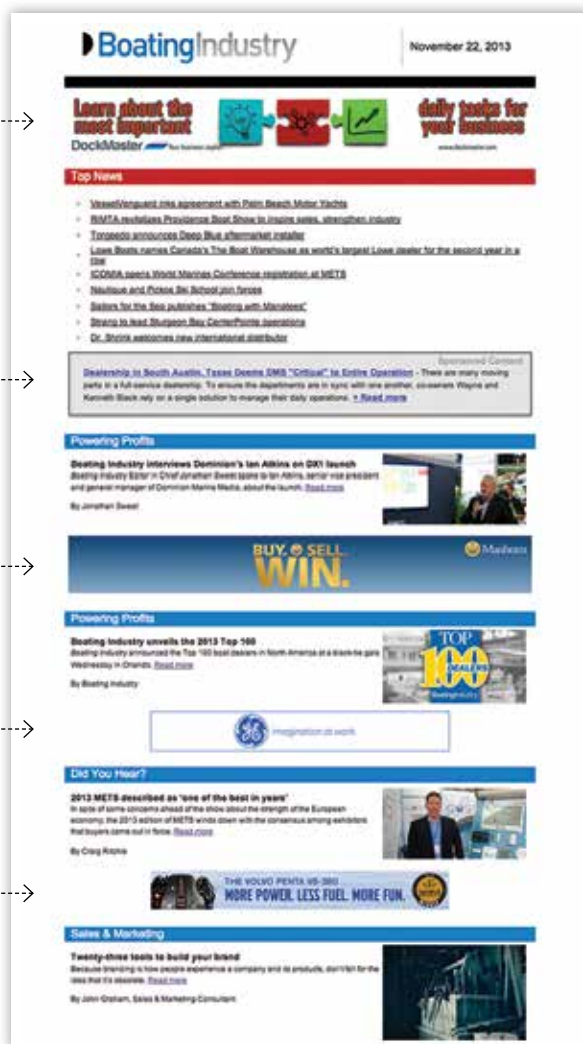 BoatingIndustry
November 22, 2013
Learn about the
most important
daily tasks for
your business
DockMaster
www.dockmaster.com
Top News
VesselVanguard inks agreement with Palm Beach Motor Yachts
RIMTA revitalizes Providence Boat Show to inspire sales, strengthen industry
Torqeedo announces Deep Blue aftermarket installer
Lowe Boats names Canada's The Boat Warehouse as world's largest Lowe dealer for the second year in a
row
ICOMIA opens World Marinas Conference registration at METS
Nautique and Pickos Ski School join forces
Sailors for the Sea publishes "Boating with Manatees"
Strang to lead Sturgeon Bay CenterPointe operations
Dr. Shrink welcomes new international distributor
Sponsored Content
Dealership in South Austin, Texas Deems DMS "Critical" to Entire Operation - There are many moving
parts in a full-service dealership. To ensure the departments are in sync with one another, co-owners Wayne and
Kenneth Black rely on a single solution to manage their daily operations. + Read more
Powering Profits
Boating Industry interviews Dominion's Ian Atkins on DX1 launch
Boating Industry Editor in Chief Jonathan Sweet spoke to Ian Atkins, senior vice president
and general manager of Dominion Marine Media, about the launch. Read more
By Jonathan Sweet
BUY. SELL.
WIN.
Manheim
Powering Profits
Boating Industry unveils the 2013 Top 100
Boating Industry announced the Top 100 boat dealers in North America at a black-tie gala
Wednesday in Orlando. Read more
By Boating Industry
TOP
100
DEALERS
BoatingIndustry
imagination at work
Did You Hear?
2013 METS described as 'one of the best in years'
In spite of some concerns ahead of the show about the strength of the European
economy, the 2013 edition of METS winds down with the consensus among exhibitors
that buyers came out in force. Read more
By Craig Ritchie
THE VOLVO PENTA V8-380
MORE POWER. LESS FUEL. MORE FUN.
Sales & Marketing
Twenty-three tools to build your brand
Because branding is how people experience a company and its products, don't fall for the
idea that it's obsolete. Read more
By John Graham, Sales & Marketing Consultant